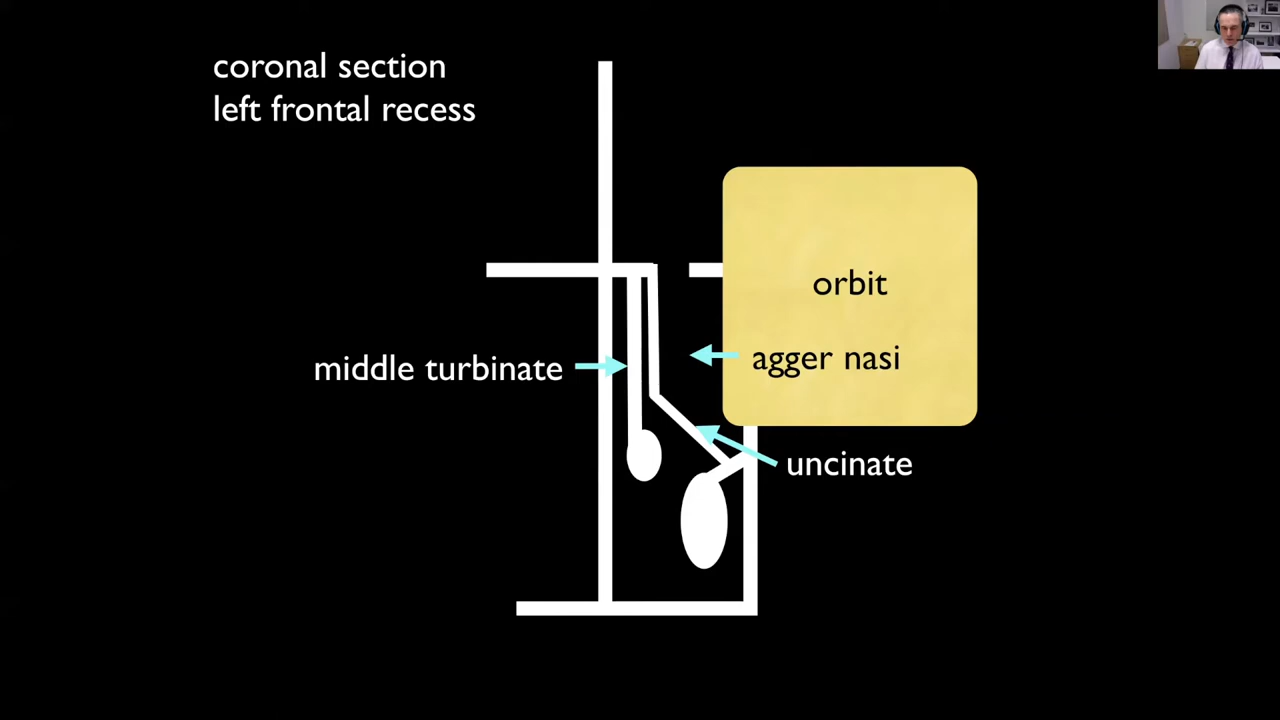 coronal section
left frontal recess
orbit
agger nasi
middle turbinate
uncinate